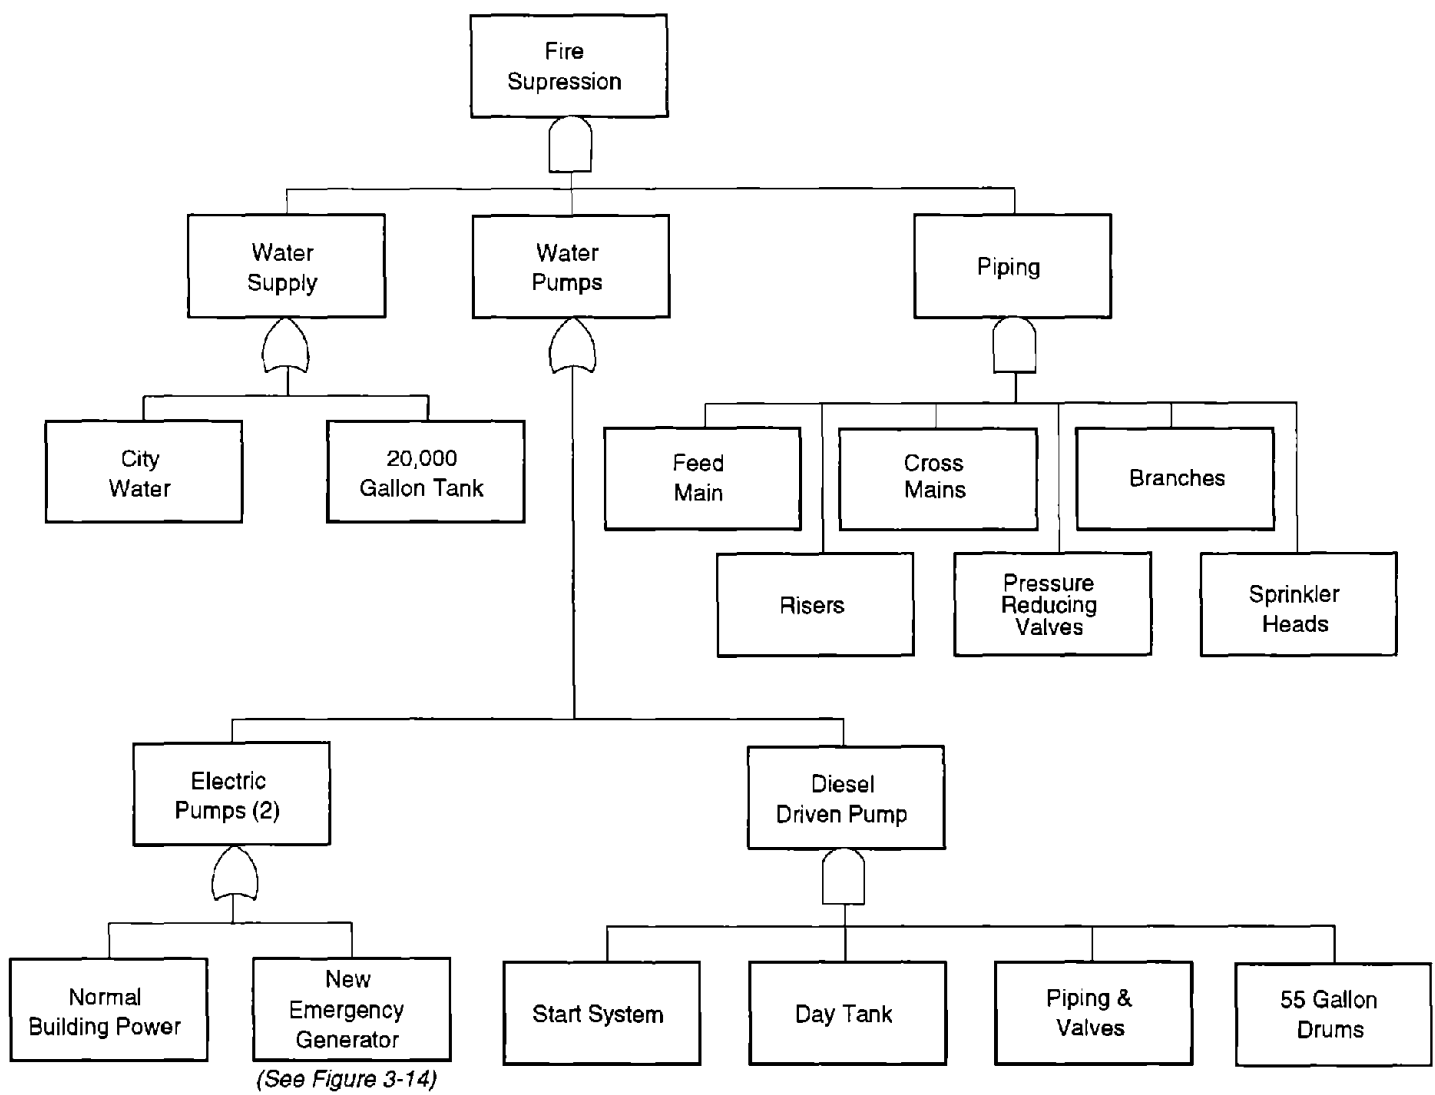 Fire
Supression
Water
Supply
Water
Pumps
Piping
City
Water
20,000
Gallon Tank
Feed
Main
Cross
Mains
Branches
Risers
Pressure
Reducing
Valves
Sprinkler
Heads
Electric
Pumps (2)
Diesel
Driven Pump
Normal
Building Power
New
Emergency
Generator
(See Figure 3-14)
Start System
Day Tank
Piping &
Valves
55 Gallon
Drums